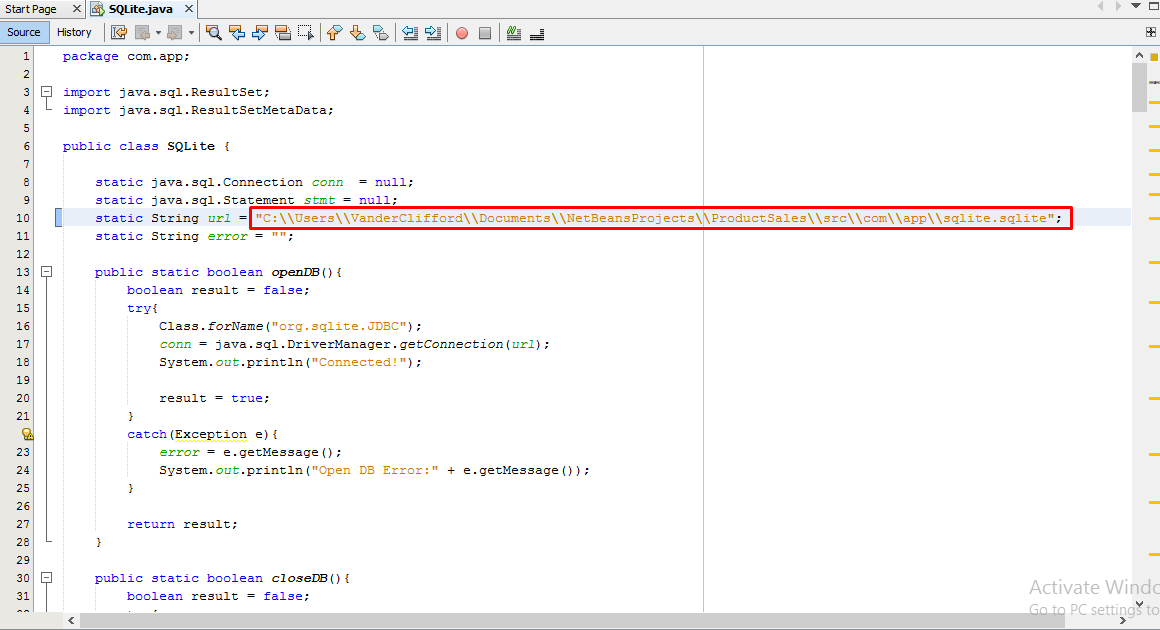 Start Page SQLite.java
Source History
1 package com.app;
2
3 import java.sql.ResultSet;
4 import java.sql.ResultSetMetaData;
5
6 public class SQLite {
7
8 static java.sql.Connection conn = null;
9 static java.sql.Statement stmt = null;
10 static String url = "C:\\Users\\VanderClifford\\Documents\\NetBeansProjects\\ProductSales\\src\\com\\app\\sqlite.sqlite";
11 static String error = "";
12
13 public static boolean openDB(){
14 boolean result = false;
15 try{
16 Class.forName("org.sqlite.JDBC");
17 conn = java.sql.DriverManager.getConnection(url);
18 System.out.println("Connected!");
19
20 result = true;
21 }
catch(Exception e){
23 error = e.getMessage();
24 System.out.println("Open DB Error:" + e.getMessage());
25 }
26
27 return result;
28 }
29
30 public static boolean closeDB(){
31 boolean result = false;
Activate Windo
Go to PC settings to